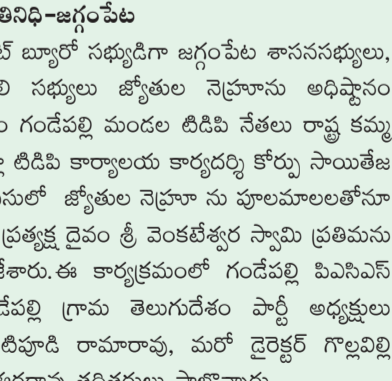 తినిధి-జగ్గంపేట
ట్ బ్యూరో సభ్యుడిగా జగ్గంపేట శాసనసభ్యులు,
లి సభ్యులు జ్యోతుల నెహ్రూను అధిష్టానం
ం గండేపల్లి మండల టిడిపి నేతలు రాష్ట్ర కమ్మ
ా టిడిపి కార్యాలయ కార్యదర్శి కోర్పు సాయితేజ
సులో జ్యోతుల నెహ్రూ ను పూలమాలలతోనూ
ప్రత్యక్ష దైవం శ్రీ వెంకటేశ్వర స్వామి ప్రతిమను
జేశారు.ఈ కార్యక్రమంలో గండేపల్లి పిఎసిఎస్
డేపల్లి గ్రామ తెలుగుదేశం పార్టీ అధ్యక్షులు
టిపూడి రామారావు, మరో డైరెక్టర్ గొల్లవిల్లి